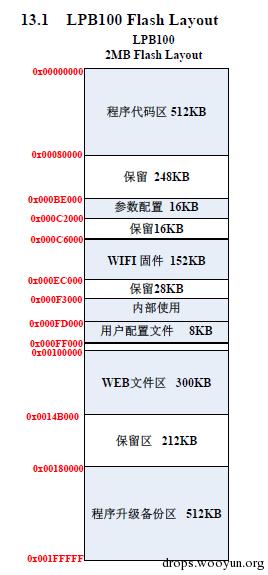 13.1 LPB100 Flash Layout
LPB100
2MB Flash Layout
0x00000000
程序代码区 512KB
0x00080000
保留 248KB
0x000BE000
参数配置 16KB
0x000C2000
保留16KB
0x000C6000
WIFI 固件 152KB
0x000EC000
保留28KB
0x000F3000
内部使用
0x000FD000
用户配置文件 8KB
0x000FF000
0x00100000
WEB文件区 300KB
0x0014B000
保留区 212KB
0x00180000
程序升级备份区 512KB
0x001FFFFF
drops.wooyun.org